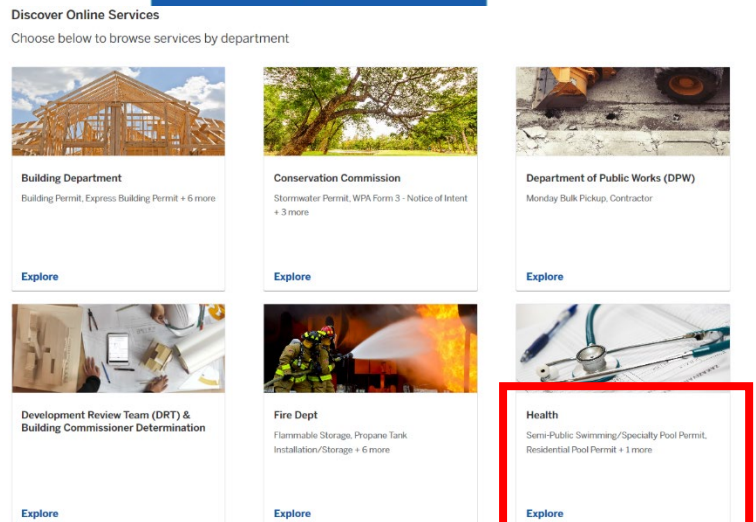 Discover Online Services
Choose below to browse services by department
Building Department
Building Permit, Express Building Permit + 6 more
Explore
Conservation Commission
Stormwater Permit, WPA Form 3 - Notice of Intent
+ 3 more
Explore
Department of Public Works (DPW)
Monday Bulk Pickup, Contractor
Explore
Development Review Team (DRT) &
Building Commissioner Determination
Explore
Fire Dept
Flammable Storage, Propane Tank
Installation/Storage + 6 more
Explore
Health
Semi-Public Swimming/Specialty Pool Permit,
Residential Pool Permit + 1 more
Explore